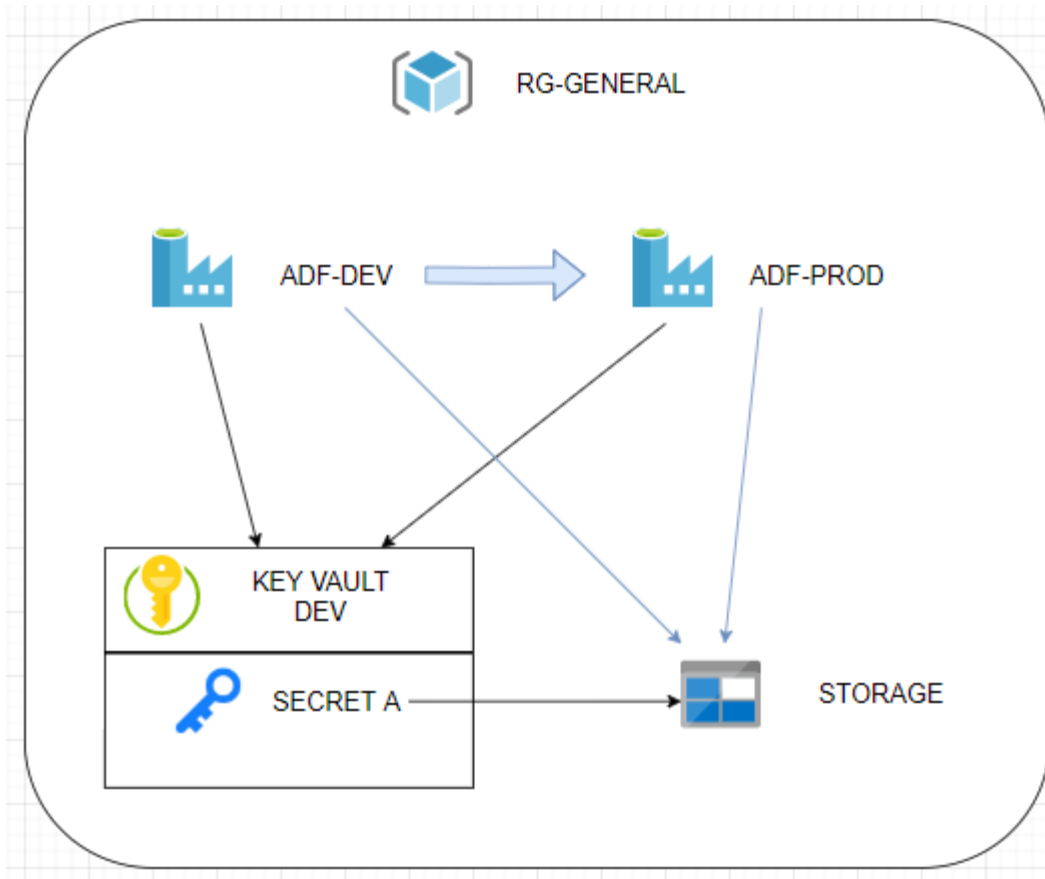 RG-GENERAL
ADF-DEV
ADF-PROD
KEY VAULT
DEV
SECRET A
STORAGE